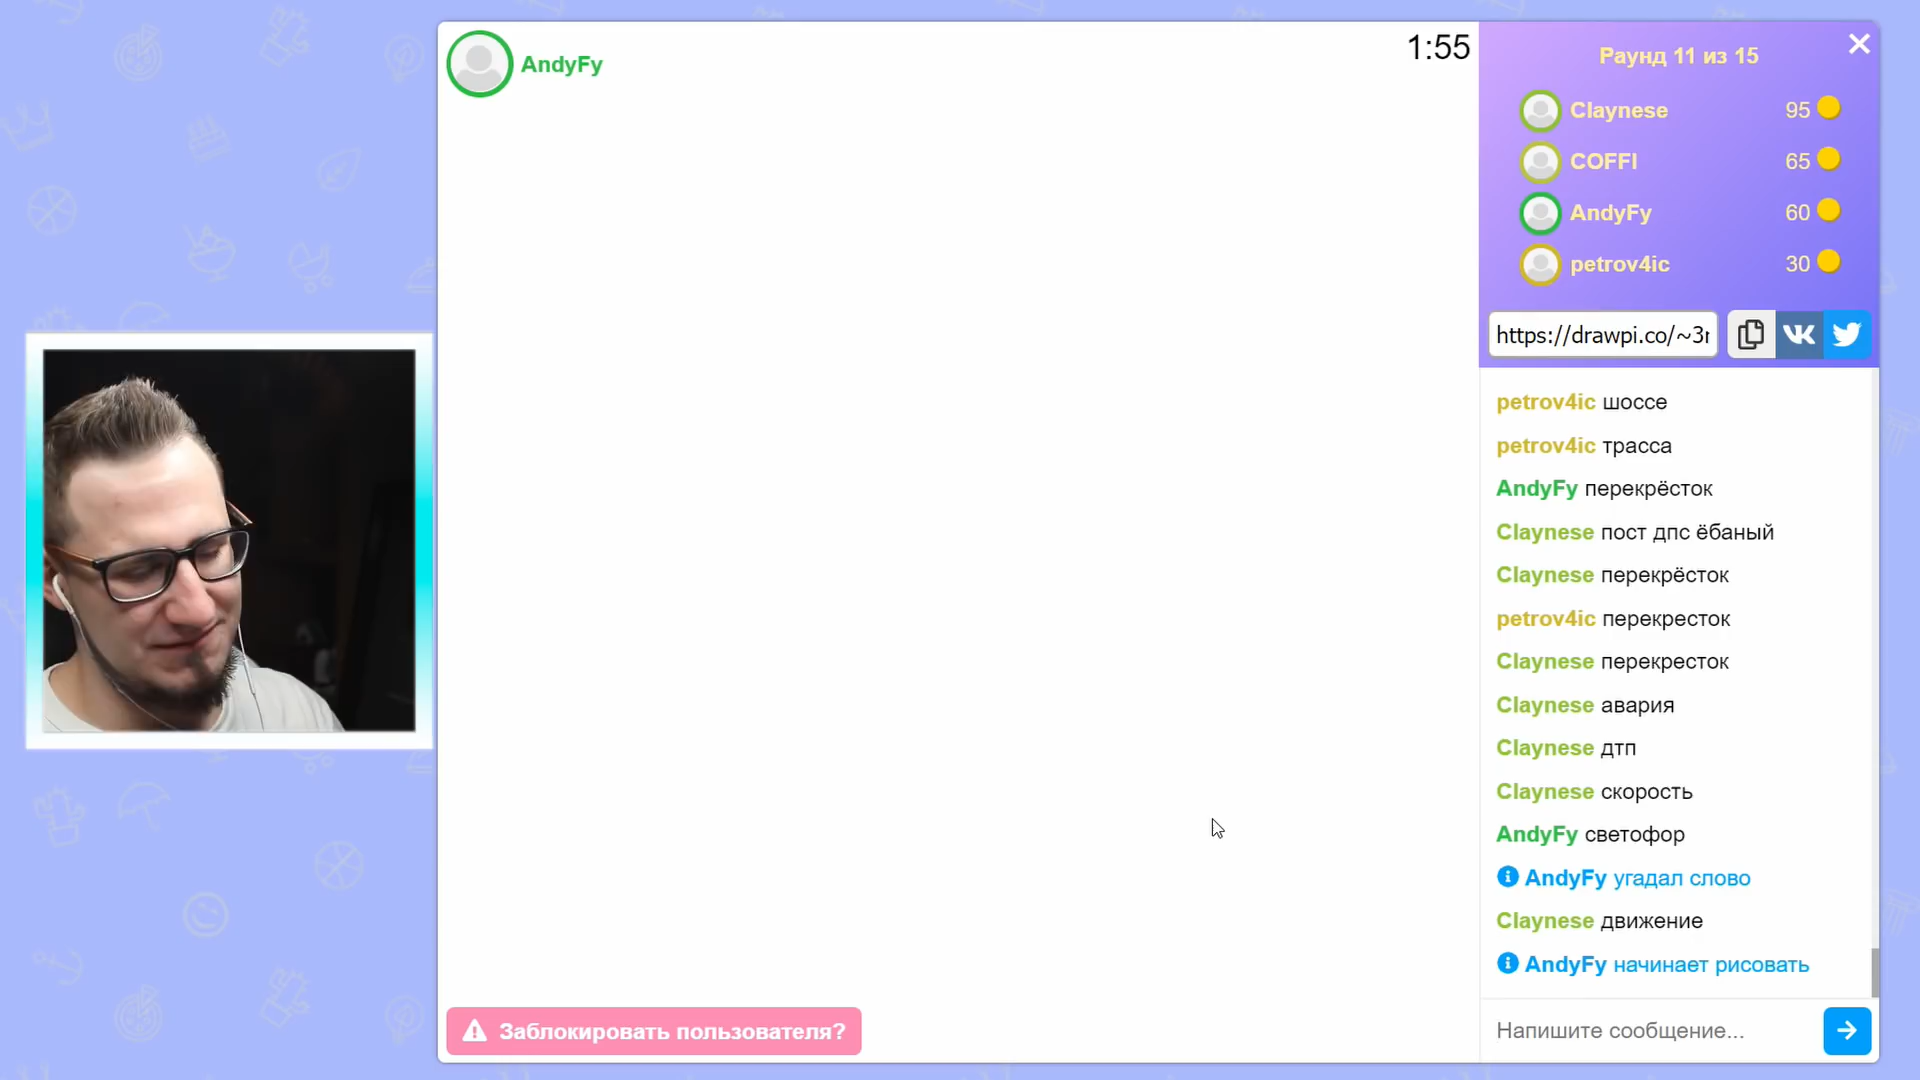 AndyFy
1:55
Раунд 11 из 15
Claynese 95
COFFI 65
AndyFy 60
petrov4ic 30
https://drawpi.co/~3r
petrov4ic шоссе
petrov4ic трасса
AndyFy перекрёсток
Claynese пост дпс ёбаный
Claynese перекрёсток
petrov4ic перекресток
Claynese перекресток
Claynese авария
Claynese дтп
Claynese скорость
AndyFy светофор
AndyFy угадал слово
Claynese движение
AndyFy начинает рисовать
Заблокировать пользователя?
Напишите сообщение...